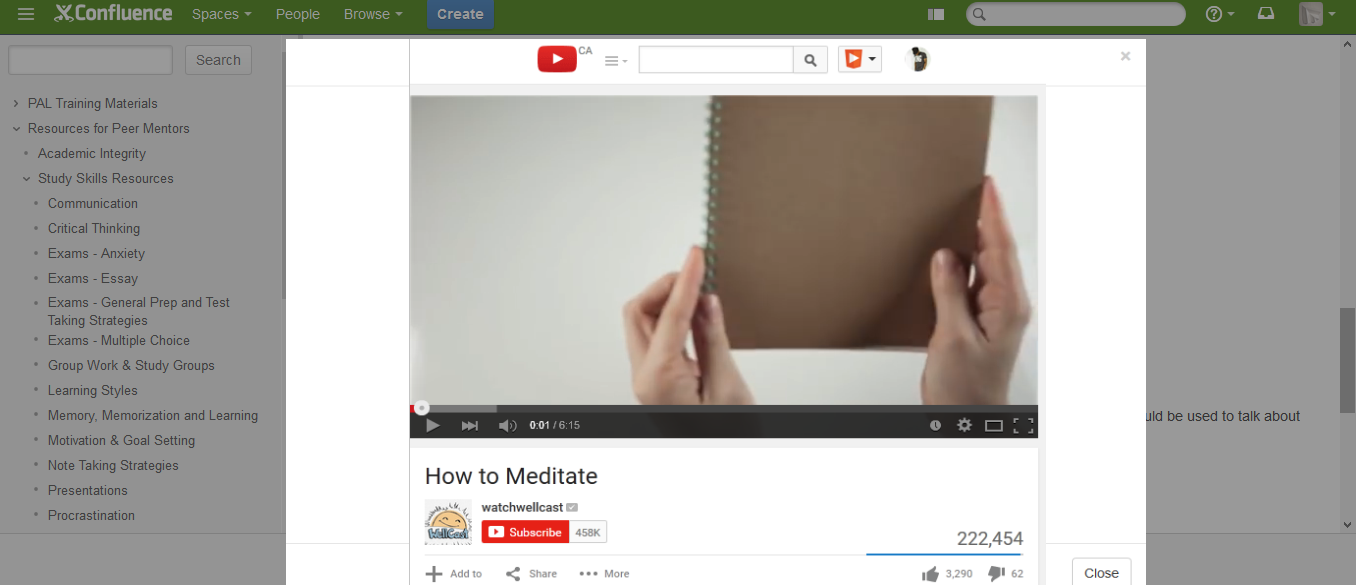 Confluence Spaces People Browse Create
Search
PAL Training Materials
Resources for Peer Mentors
Academic Integrity
Study Skills Resources
Communication
Critical Thinking
Exams - Anxiety
Exams - Essay
Exams - General Prep and Test
Taking Strategies
Exams - Multiple Choice
Group Work & Study Groups
Learning Styles
Memory, Memorization and Learning
Motivation & Goal Setting
Note Taking Strategies
Presentations
Procrastination
CA
0:01 / 6:15
How to Meditate
watchwellcast
WellCast
Subscribe 458K
222,454
Add to Share More
3,290 62
uld be used to talk about
Close